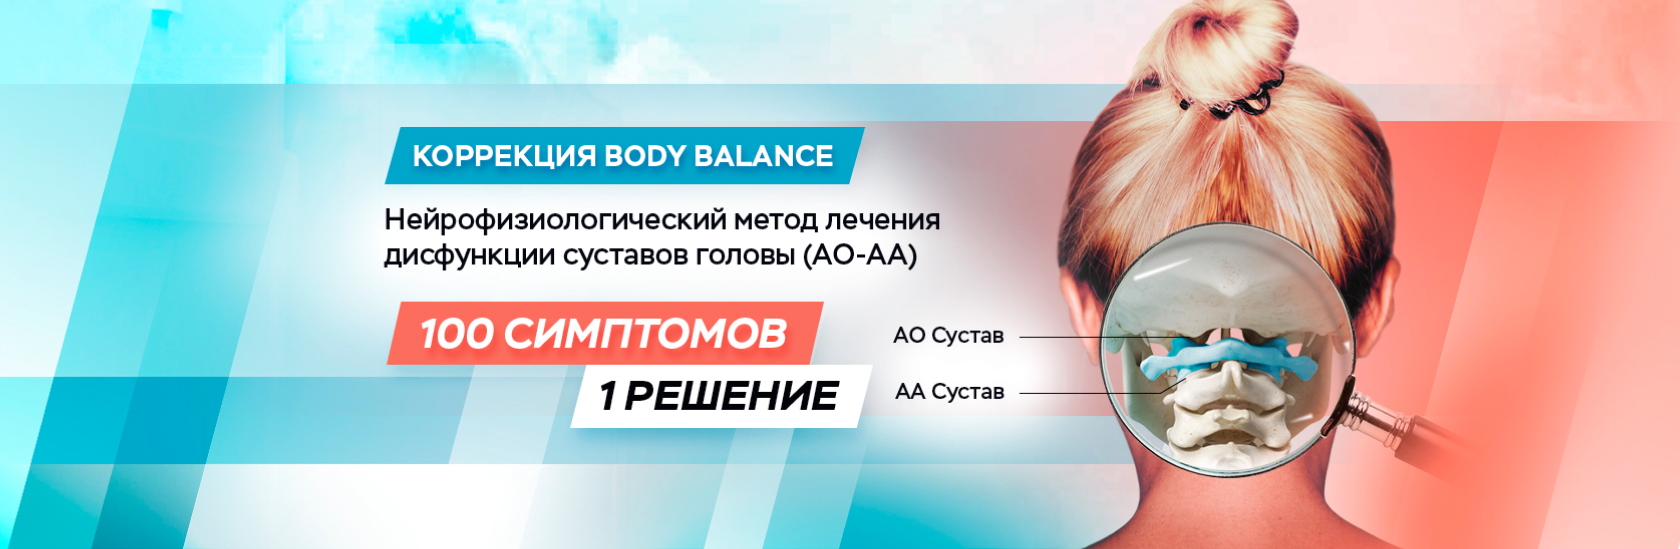 КОРРЕКЦИЯ BODY BALANCE
Нейрофизиологический метод лечения
дисфункции суставов головы (АО-АА)
100 СИМПТОМОВ
1 РЕШЕНИЕ
АО Сустав
АА Сустав